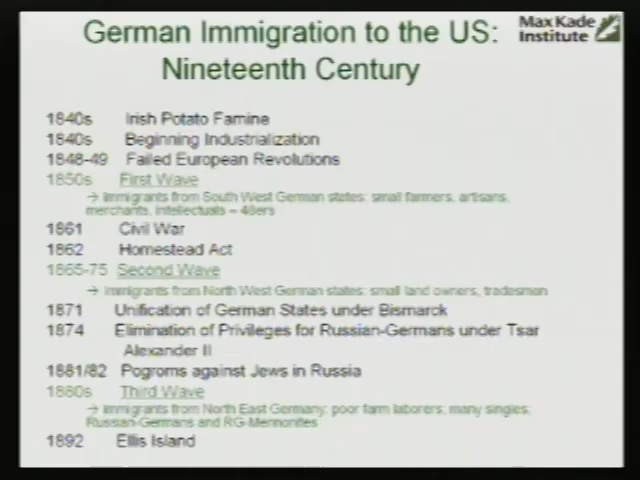 German Immigration to the US:
Nineteenth Century
Max Kade
Institute
1840s Irish Potato Famine
1840s Beginning Industrialization
1848-49 Failed European Revolutions
1850s First Wave
→ Immigrants from South West German states: small farmers, artisans,
merchants, intellectuals – 48ers
1861 Civil War
1862 Homestead Act
1865-75 Second Wave
→ Immigrants from North West German states: small land owners, tradesmen
1871 Unification of German States under Bismarck
1874 Elimination of Privileges for Russian-Germans under Tsar
Alexander II
1881/82 Pogroms against Jews in Russia
1880s Third Wave
→ Immigrants from North East Germany: poor farm laborers, many singles;
Russian-Germans and RG-Mennonites
1892 Ellis Island